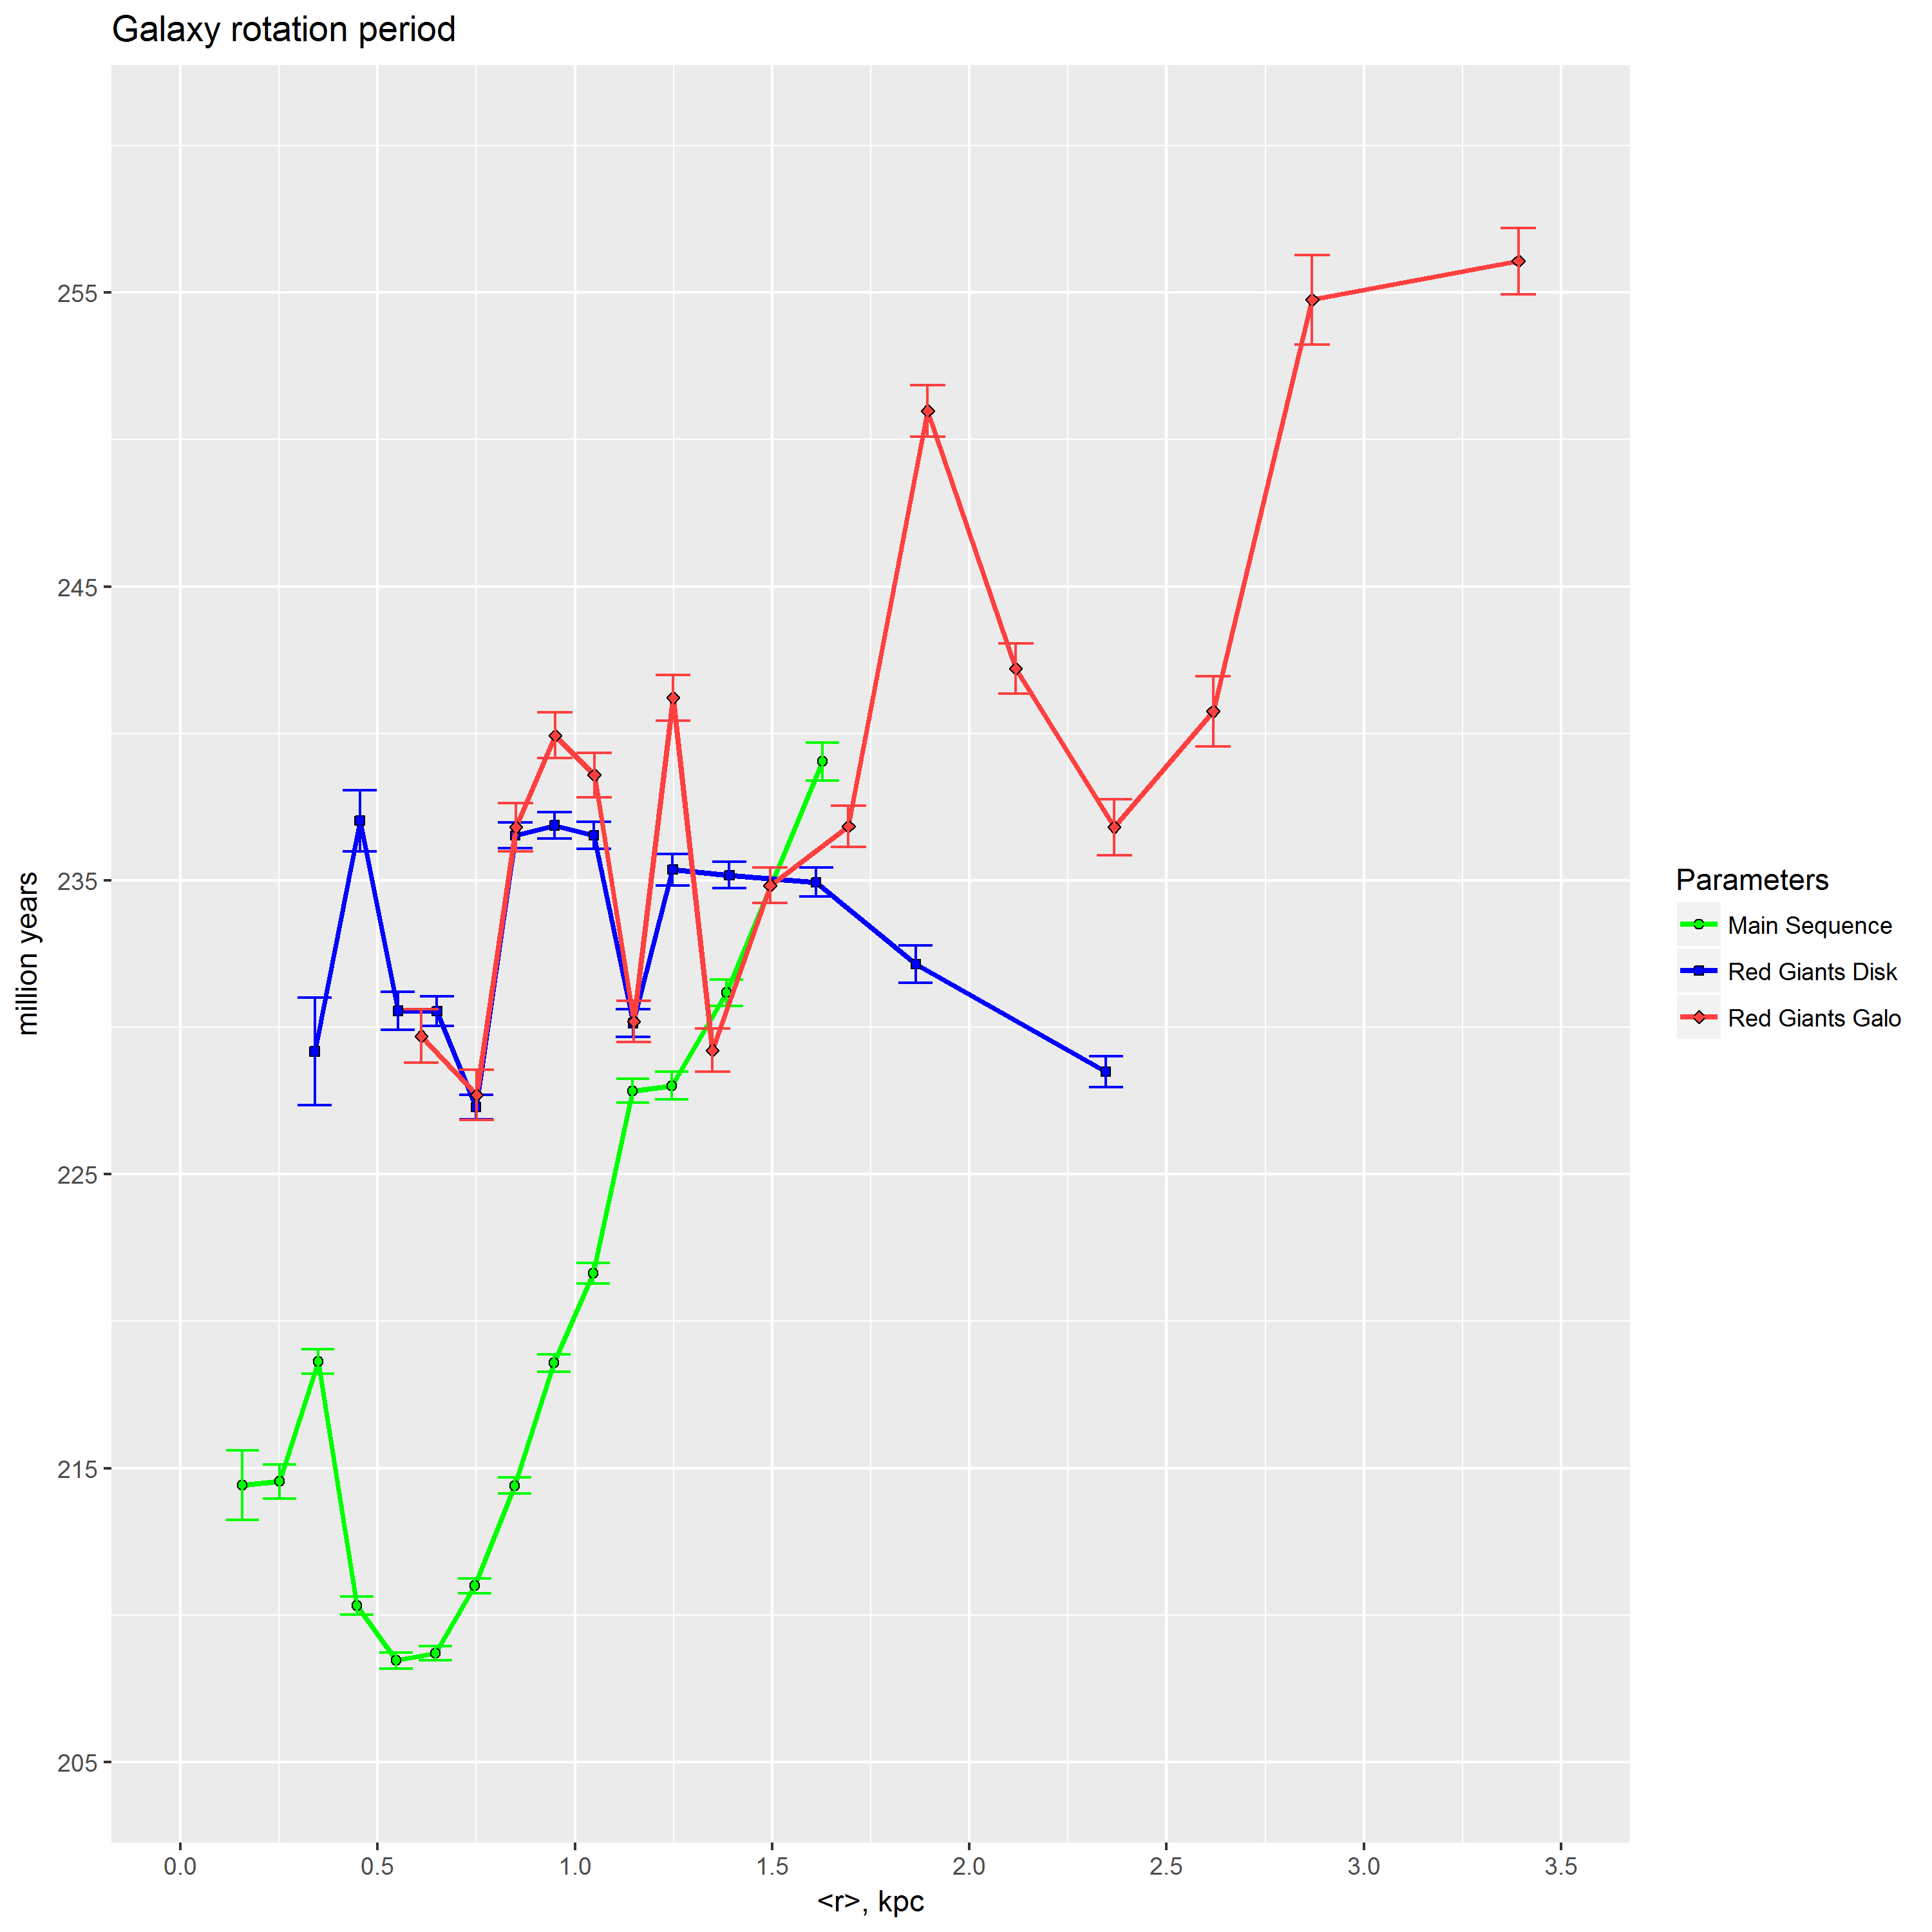 Galaxy rotation period
255
245
235
225
215
205
million years
0.0 0.5 1.0 1.5 2.0 2.5 3.0 3.5
<r>, kpc
Parameters
Main Sequence
Red Giants Disk
Red Giants Galo